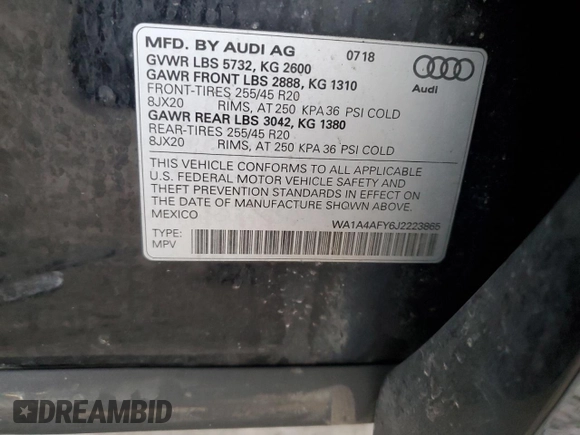 MFD. BY AUDI AG 0718
GVWR LBS 5732, KG 2600
GAWR FRONT LBS 2888, KG 1310
FRONT-TIRES 255/45 R20
8JX20 RIMS, AT 250 KPA 36 PSI COLD
GAWR REAR LBS 3042, KG 1380
REAR-TIRES 255/45 R20
8JX20 RIMS, AT 250 KPA 36 PSI COLD
Audi
THIS VEHICLE CONFORMS TO ALL APPLICABLE
U.S. FEDERAL MOTOR VEHICLE SAFETY AND
THEFT PREVENTION STANDARDS IN EFFECT ON
THE DATE OF MANUFACTURE SHOWN ABOVE.
MEXICO
WA1A4AFY6J2223865
TYPE:
MPV
DREAMBID